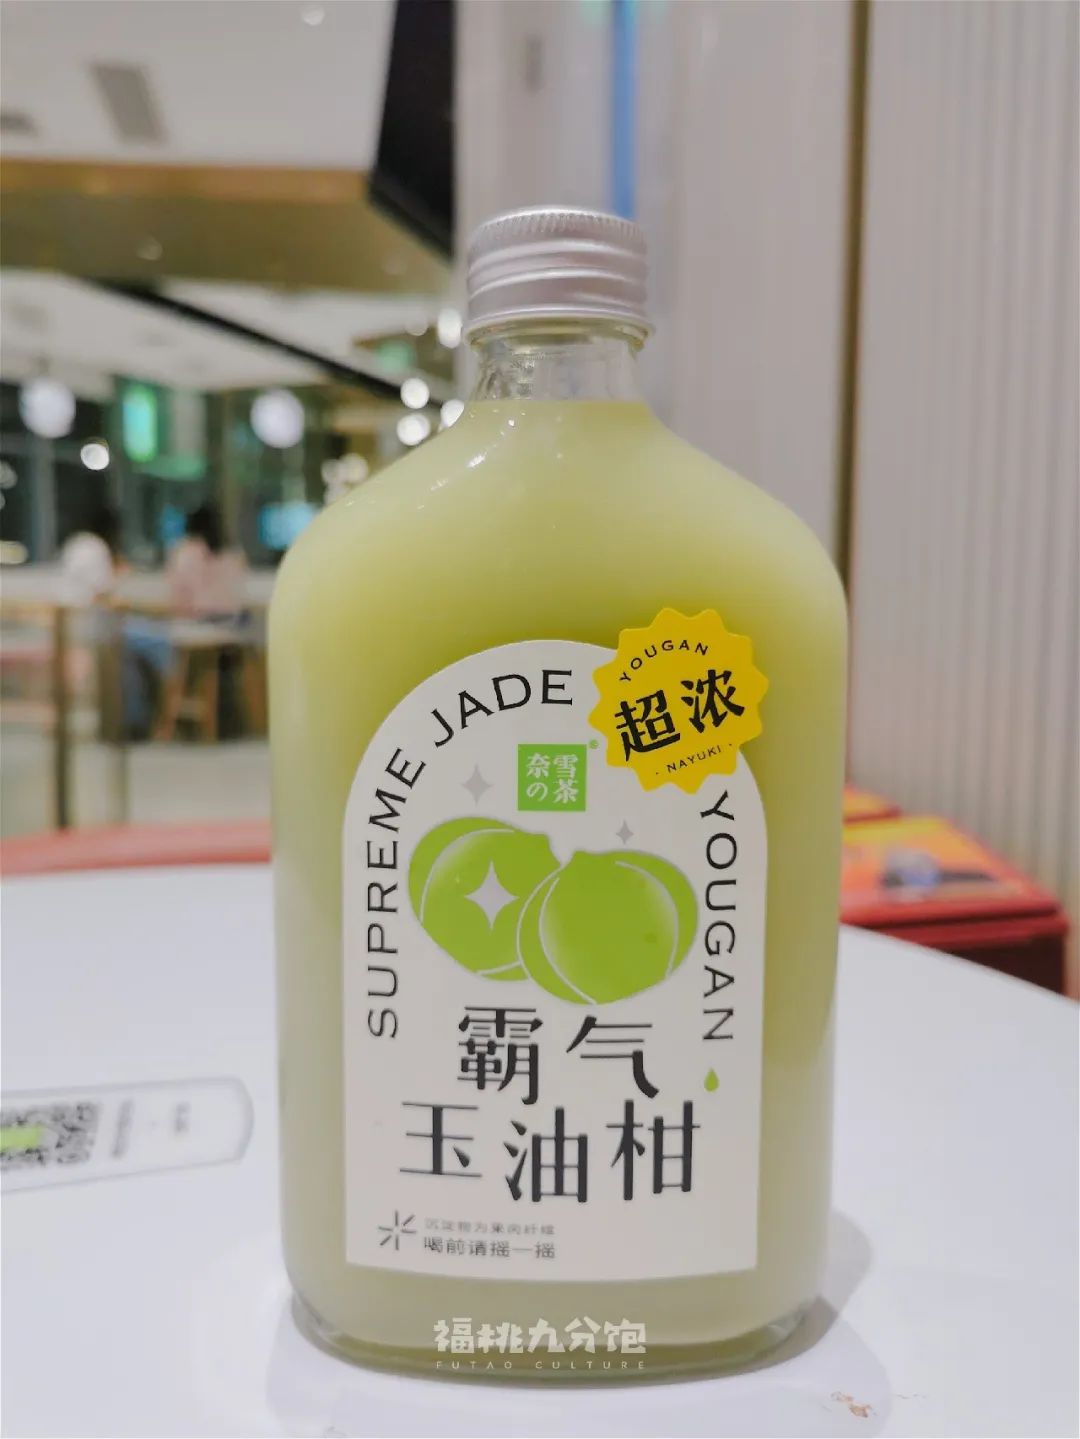 YOUGAN
超浓
· NAYUKI ·
SUPREME JADE YOUGAN
奈雪
の茶
®
霸气
玉油柑
沉淀物为果肉纤维
喝前请摇一摇
福桃九分饱
FUTAO CULTURE